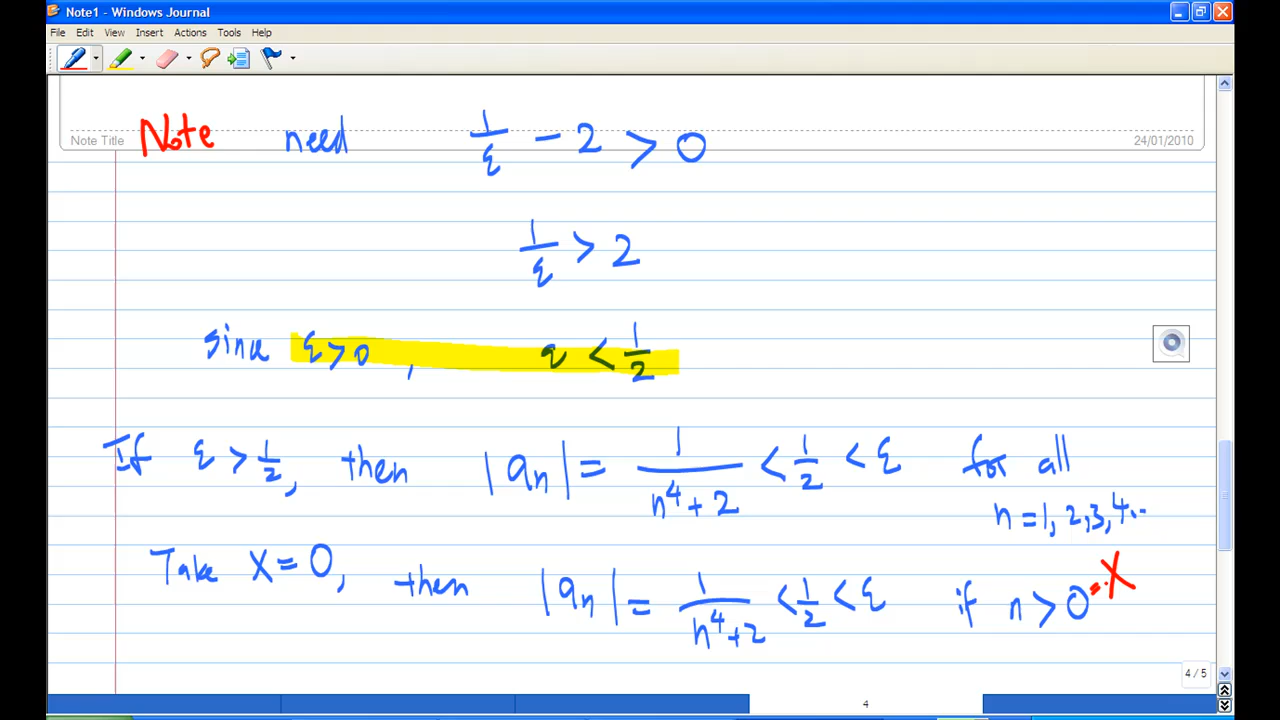 Note1 - Windows Journal
File Edit View Insert Actions Tools Help
Note need 1/ε - 2 > 0
Note Title 24/01/2010
1/ε > 2
since ε > 0, ε < 1/2
If ε > 1/2, then |an| = 1/(n⁴ + 2) < 1/2 < ε for all
n = 1, 2, 3, 4...
Take X = 0, then |an| = 1/(n⁴ + 2) < 1/2 < ε if n > 0 = X
4 / 5
4